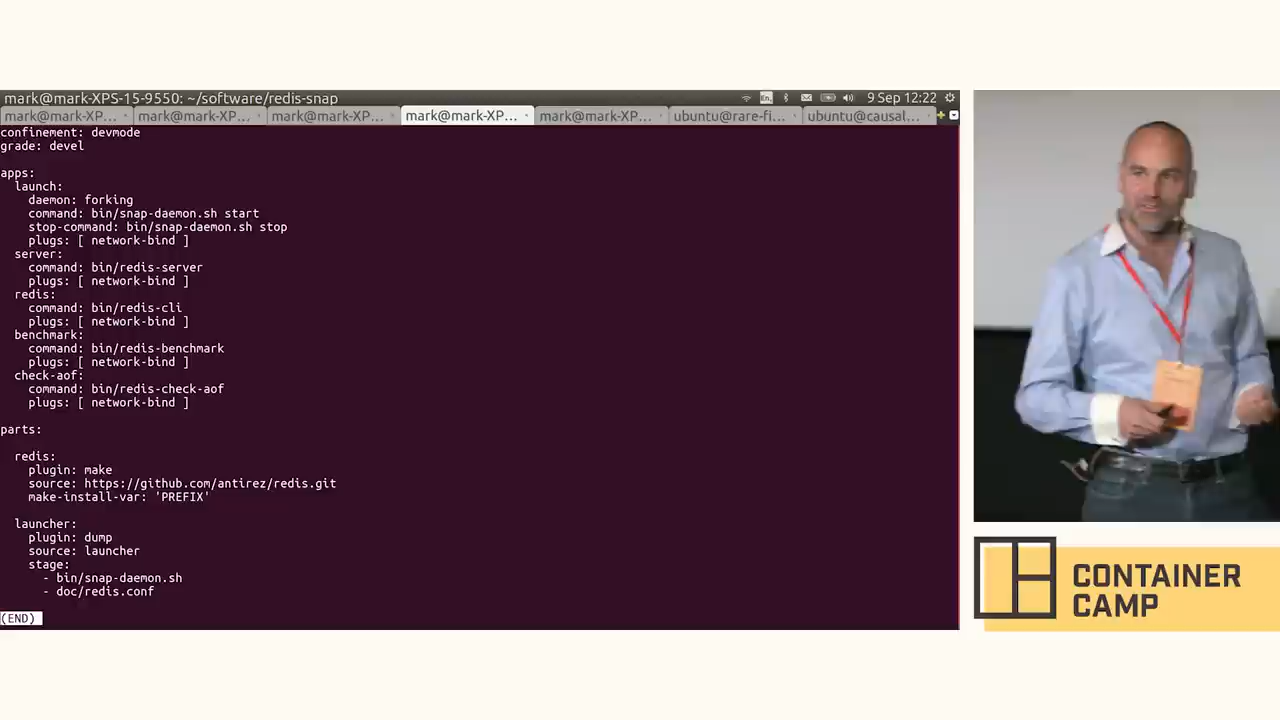 mark@mark-XPS-15-9550: ~/software/redis-snap
En
9 Sep 12:22
mark@mark-XP... mark@mark-XP... mark@mark-XP... mark@mark-XP... mark@mark-XP... ubuntu@rare-fi... ubuntu@causal...
confinement: devmode
grade: devel
apps:
launch:
daemon: forking
command: bin/snap-daemon.sh start
stop-command: bin/snap-daemon.sh stop
plugs: [ network-bind ]
server:
command: bin/redis-server
plugs: [ network-bind ]
redis:
command: bin/redis-cli
plugs: [ network-bind ]
benchmark:
command: bin/redis-benchmark
plugs: [ network-bind ]
check-aof:
command: bin/redis-check-aof
plugs: [ network-bind ]
parts:
redis:
plugin: make
source: https://github.com/antirez/redis.git
make-install-var: 'PREFIX'
launcher:
plugin: dump
source: launcher
stage:
- bin/snap-daemon.sh
- doc/redis.conf
(END)
CONTAINER
CAMP